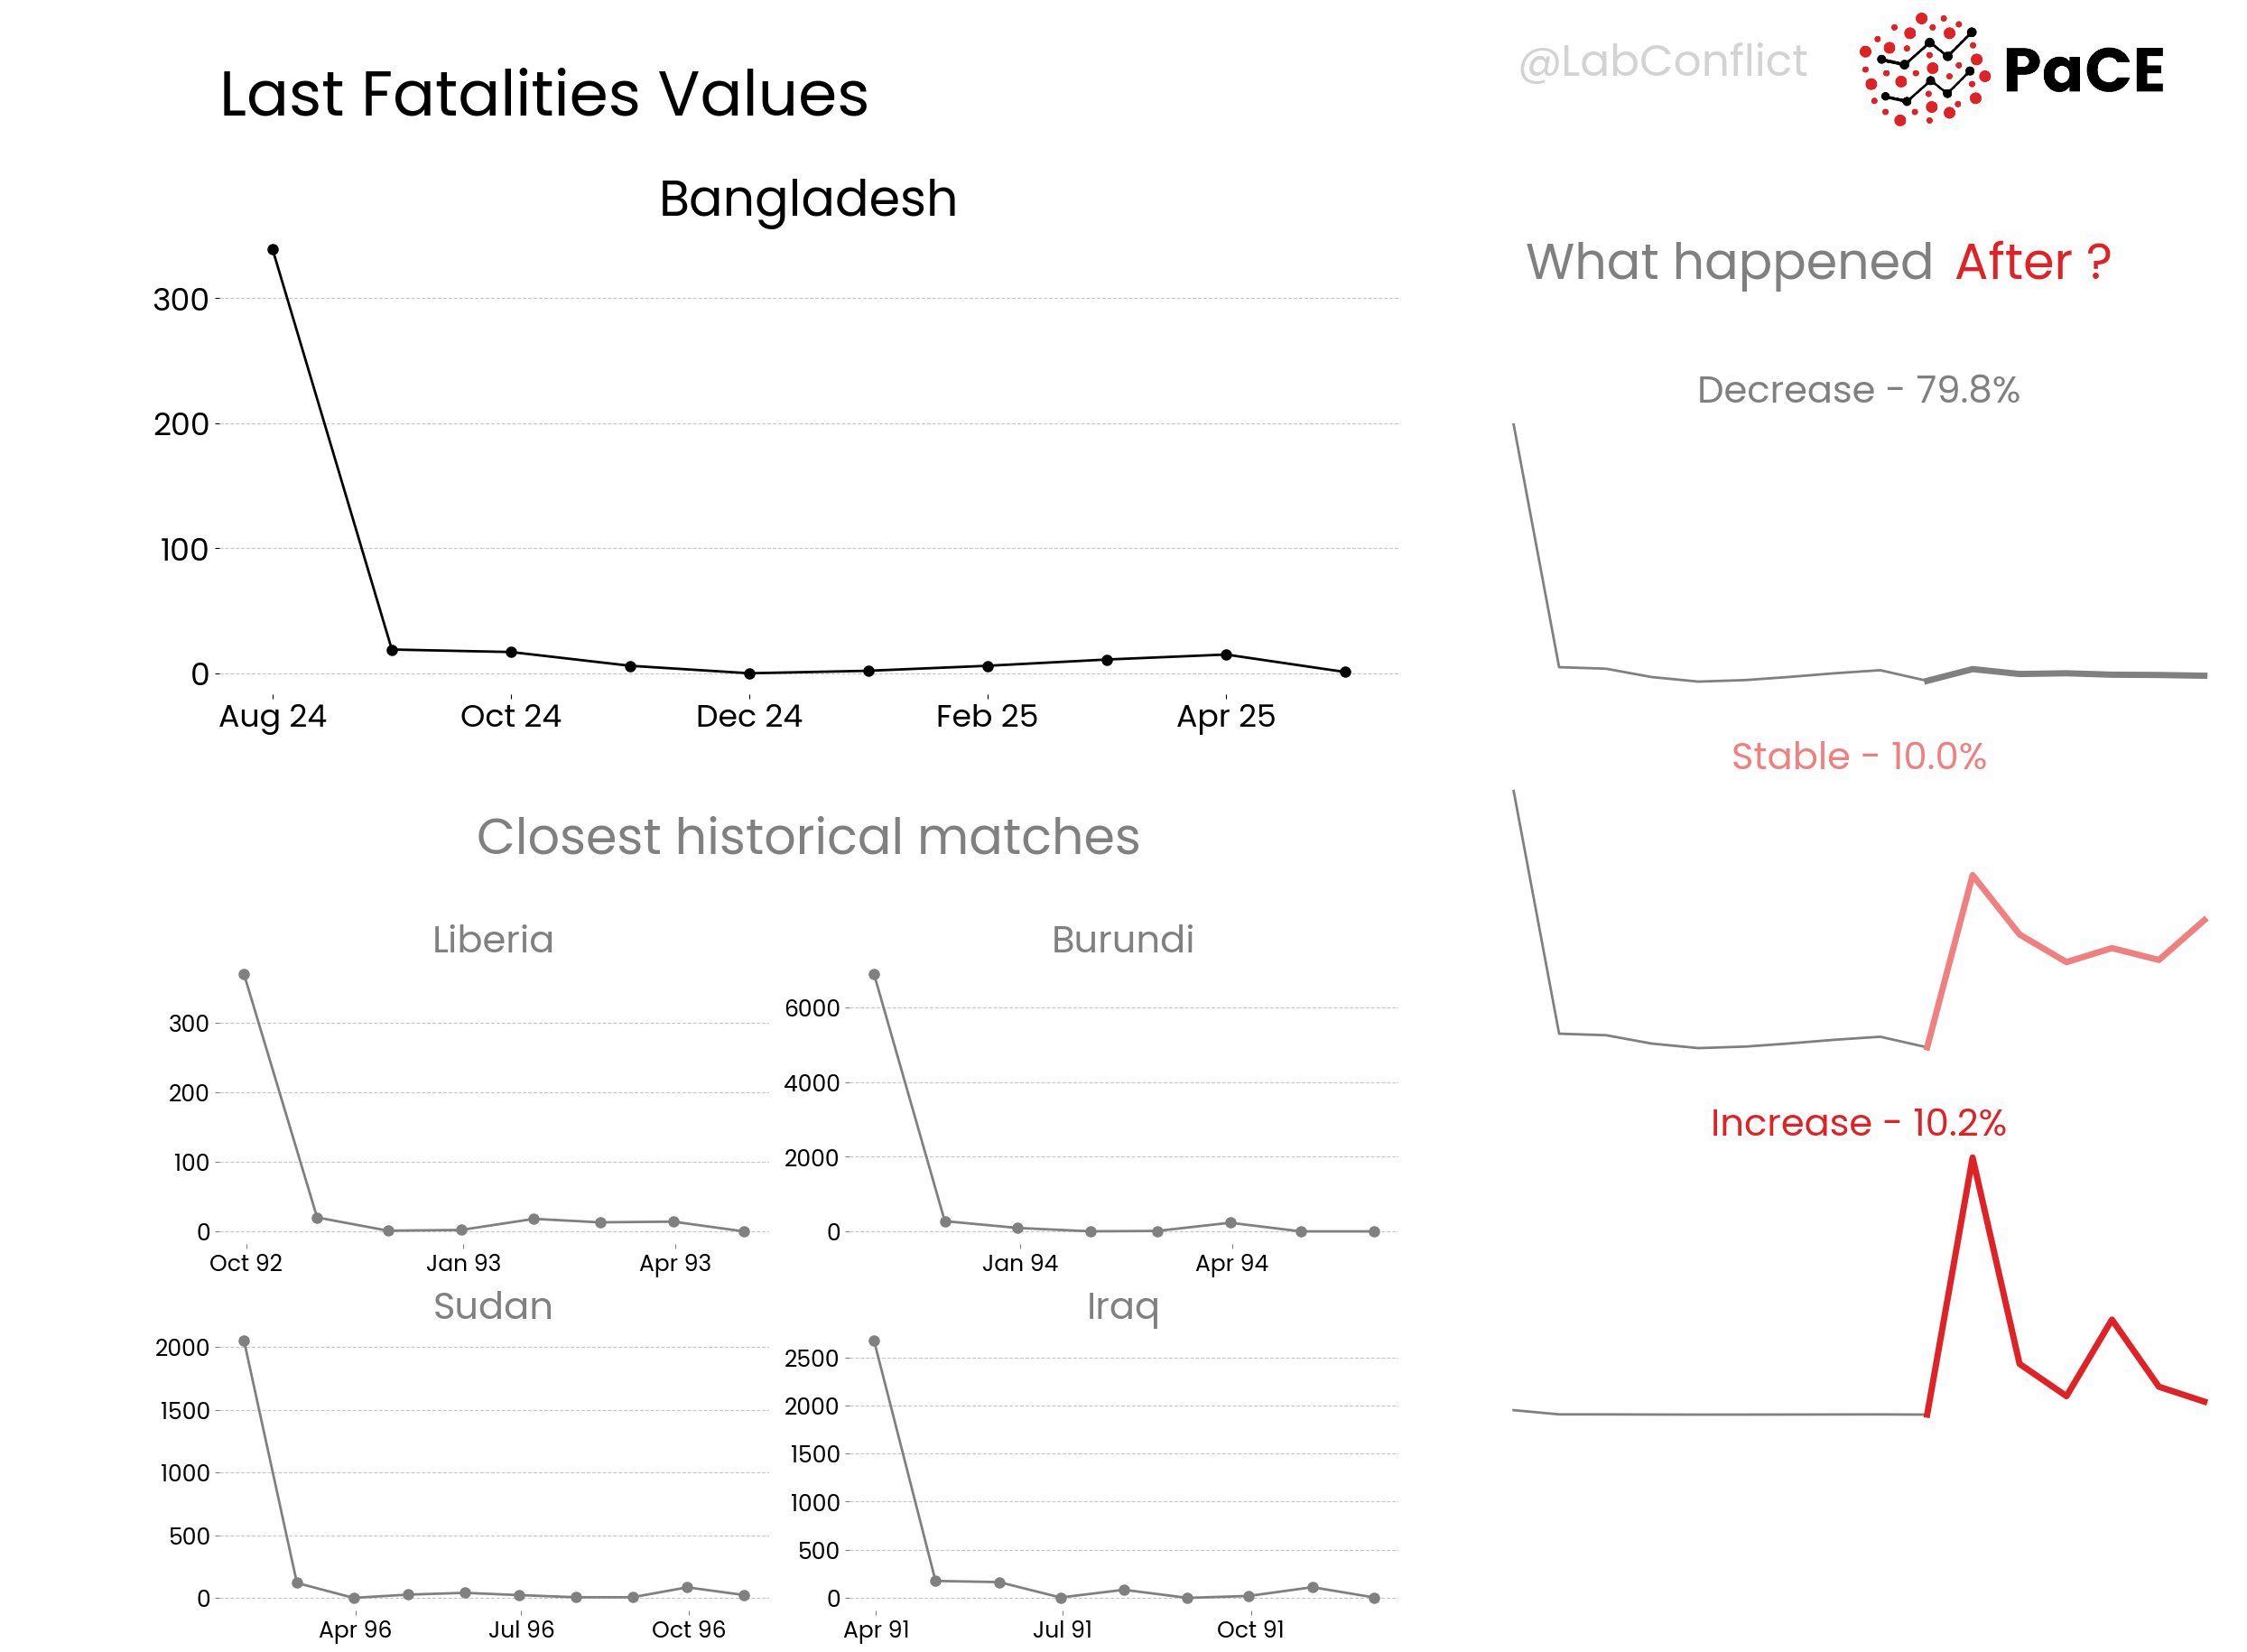 @LabConflict
PaCE
Last Fatalities Values
Bangladesh
300
200
100
0
Aug 24 Oct 24 Dec 24 Feb 25 Apr 25
What happened After ?
Decrease - 79.8%
Stable - 10.0%
Increase - 10.2%
Closest historical matches
Liberia
300
200
100
0
Oct 92 Jan 93 Apr 93
Burundi
6000
4000
2000
0
Jan 94 Apr 94
Sudan
2000
1500
1000
500
0
Apr 96 Jul 96 Oct 96
Iraq
2500
2000
1500
1000
500
0
Apr 91 Jul 91 Oct 91